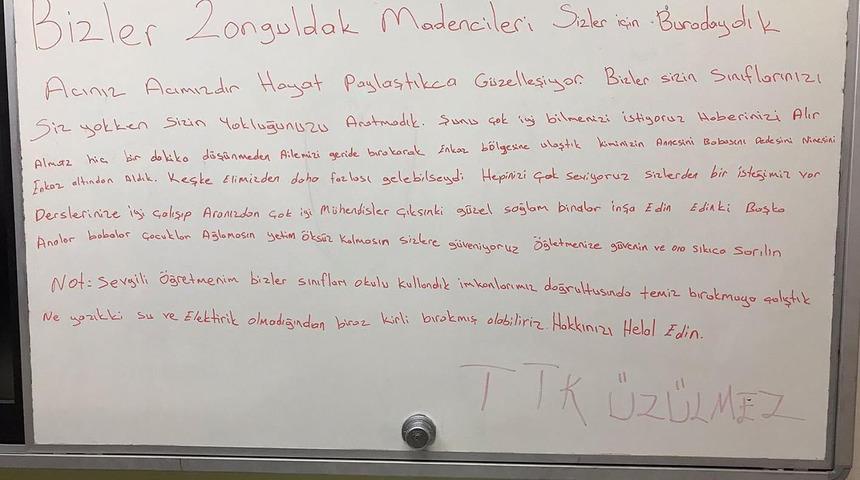 Bizler Zonguldak Madencileri Sizler için Buradaydık
Acınız Acımızdır Hayat Paylaştıkca Güzelleşiyor. Bizler sizin Sınıflarınızı
Siz yokken Sizin Yokluğunuzu Aratmadık. Şunu çok iyi bilmenizi istiyoruz Haberinizi Alır
Almaz hiç bir dakika düşünmeden Ailemizi geride bırakarak Enkaz bölgesine ulaştık kiminizin Annesini Babasını Dedesini Ninesini
Enkaz altından Aldık. Keşke Elimizden daha fazlası gelebilseydi Hepinizi Çok seviyoruz sizlerden bir isteğimiz var
Derslerinize iyi çalışıp Aranızdan Çok iyi Mühendisler Çıksınki güzel sağlam binalar inşa Edin Edinki Başka
Analar babalar Çocuklar Ağlamasın yetim öksüz kalmasın sizlere güveniyoruz Öğletmenize güvenin ve ona sıkıca Sarılın
Not: Sevgili Öğretmenim bizler sınıfları okulu kullandık imkanlarımız doğrultusunda temiz bırakmaya çalıştık
Ne yazıkki su ve Elektirik olmadığından biraz kirli bırakmış olabiliriz. Hakkınızı Helal Edin.
TTK ÜZÜLMEZ